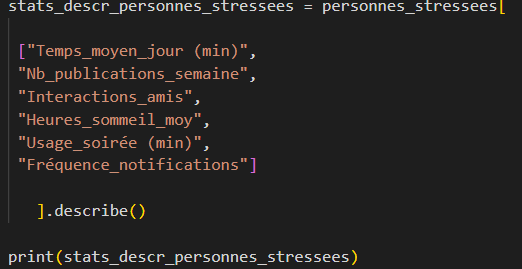 stats_descr_personnes_stressees = personnes_stressees[
["Temps_moyen_jour (min)",
"Nb_publications_semaine",
"Interactions_amis",
"Heures_sommeil_moy",
"Usage_soirée (min)",
"Fréquence_notifications"]
].describe()
print(stats_descr_personnes_stressees)